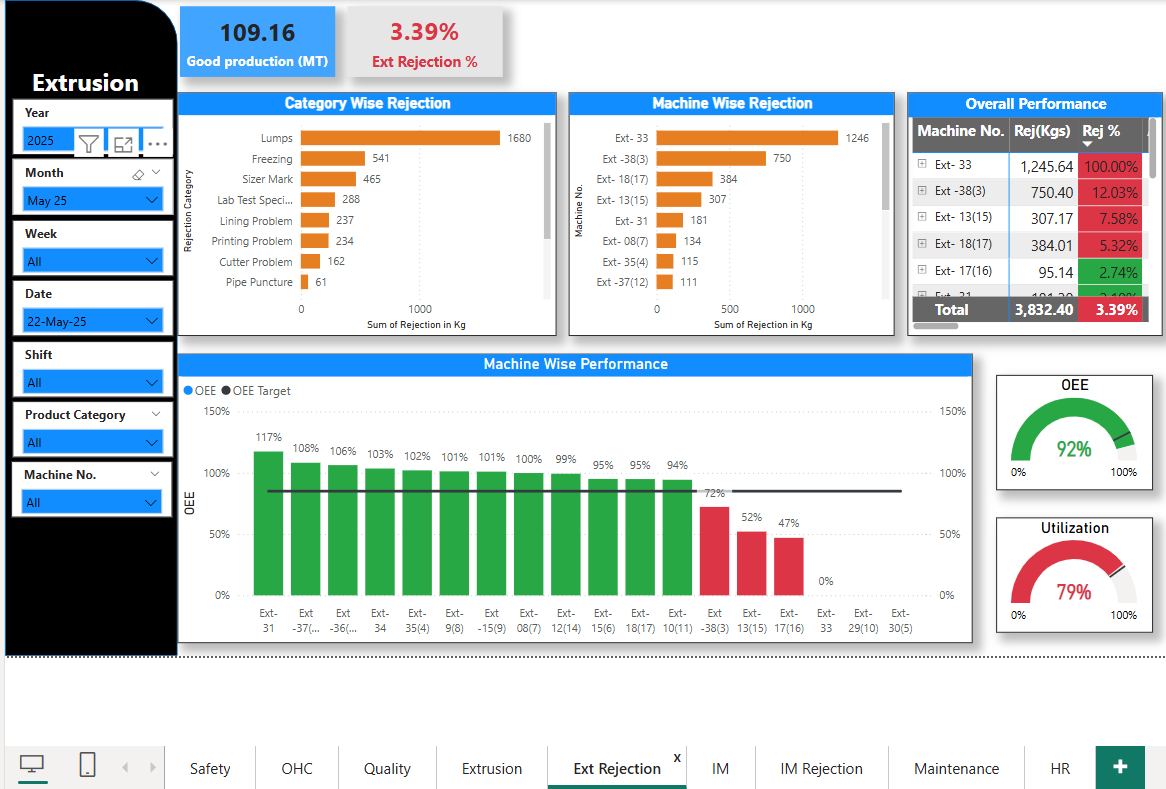 109.16
Good production (MT)
3.39%
Ext Rejection %
Extrusion
Year
2025
Month
May 25
Week
All
Date
22-May-25
Shift
All
Product Category
All
Machine No.
All
Category Wise Rejection
Rejection Category
Lumps 1680
Freezing 541
Sizer Mark 465
Lab Test Speci... 288
Lining Problem 237
Printing Problem 234
Cutter Problem 162
Pipe Puncture 61
0 1000
Sum of Rejection in Kg
Machine Wise Rejection
Machine No.
Ext- 33 1246
Ext -38(3) 750
Ext- 18(17) 384
Ext- 13(15) 307
Ext- 31 181
Ext- 08(7) 134
Ext- 35(4) 115
Ext -37(12) 111
0 500 1000
Sum of Rejection in Kg
Overall Performance
Machine No. Rej(Kgs) Rej %
Ext- 33 1,245.64 100.00%
Ext -38(3) 750.40 12.03%
Ext- 13(15) 307.17 7.58%
Ext- 18(17) 384.01 5.32%
Ext- 17(16) 95.14 2.74%
Total 3,832.40 3.39%
Machine Wise Performance
OEE OEE Target
150% 150%
100% 100%
50% 50%
0% 0%
OEE
117% 108% 106% 103% 102% 101% 101% 100% 99% 95% 95% 94% 72% 52% 47% 0%
Ext- Ext Ext Ext- Ext- Ext- Ext Ext- Ext- Ext- Ext- Ext- Ext Ext- Ext- Ext- Ext- Ext-
31 -37(... -36(... 34 35(4) 9(8) -15(9) 08(7) 12(14) 15(6) 18(17) 10(11) -38(3) 13(15) 17(16) 33 29(10) 30(5)
OEE
92%
0% 100%
Utilization
79%
0% 100%
Safety OHC Quality Extrusion Ext Rejection x IM IM Rejection Maintenance HR +